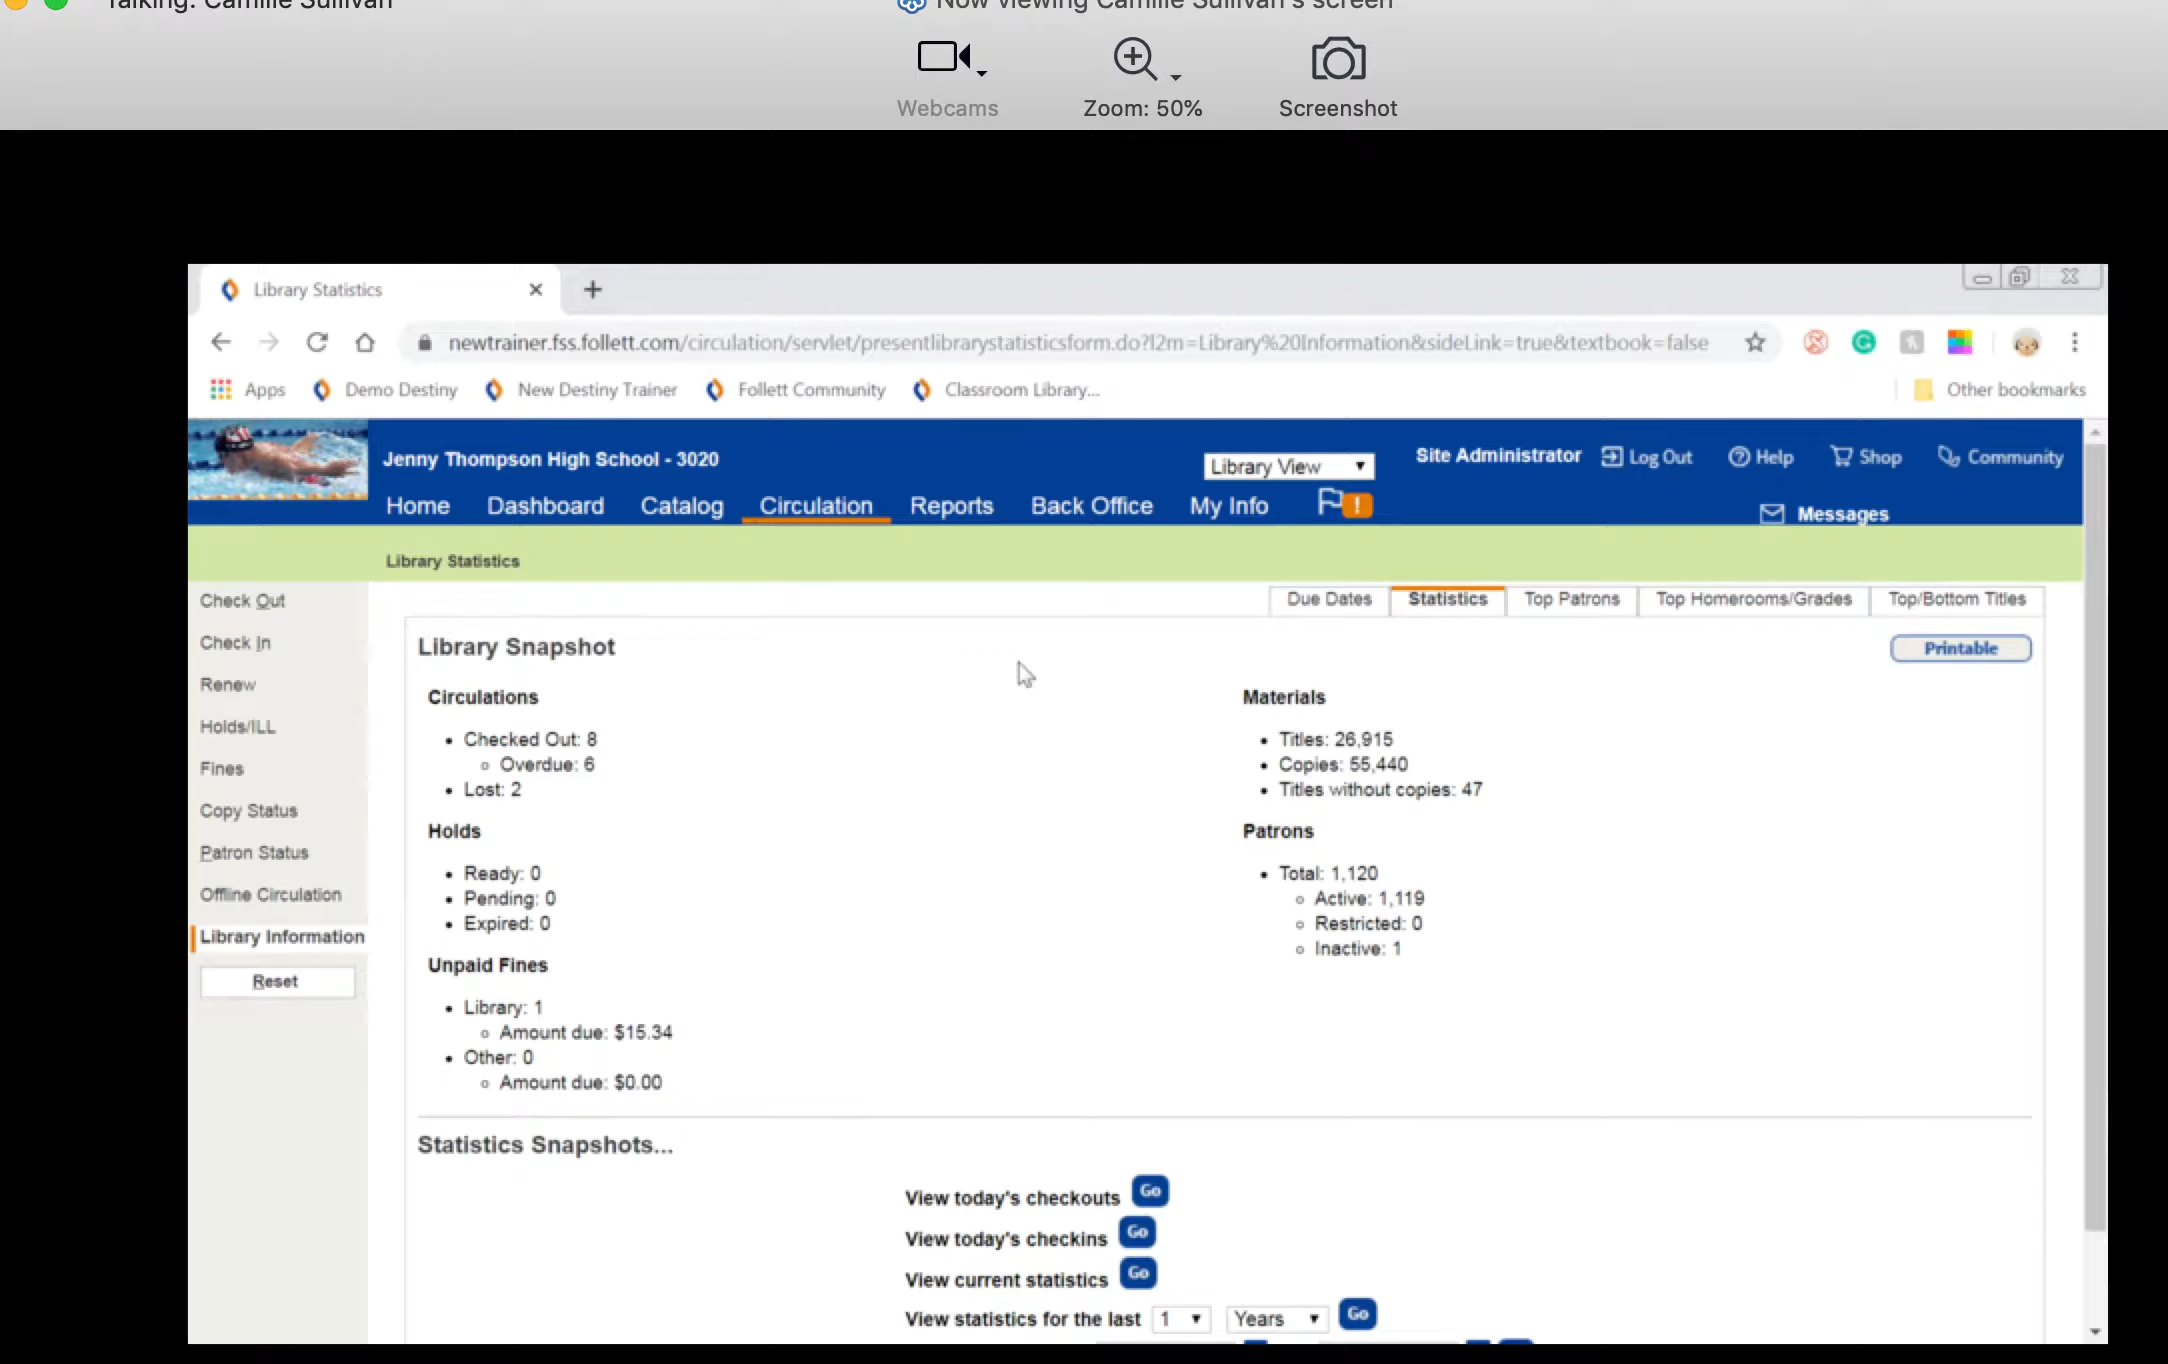 Talking: Camille Sullivan
Now viewing Camille Sullivan's screen
Webcams
Zoom: 50%
Screenshot
Library Statistics
newtrainer.fss.follett.com/circulation/servlet/presentlibrarystatisticsform.do?l2m=Library%20Information&sideLink=true&textbook=false
Apps
Demo Destiny
New Destiny Trainer
Follett Community
Classroom Library...
Other bookmarks
Jenny Thompson High School - 3020
Library View
Site Administrator
Log Out
Help
Shop
Community
Home
Dashboard
Catalog
Circulation
Reports
Back Office
My Info
!
Messages
Library Statistics
Check Out
Check In
Renew
Holds/ILL
Fines
Copy Status
Patron Status
Offline Circulation
Library Information
Reset
Due Dates
Statistics
Top Patrons
Top Homerooms/Grades
Top/Bottom Titles
Library Snapshot
Printable
Circulations
Checked Out: 8
Overdue: 6
Lost: 2
Holds
Ready: 0
Pending: 0
Expired: 0
Unpaid Fines
Library: 1
Amount due: $15.34
Other: 0
Amount due: $0.00
Materials
Titles: 26,915
Copies: 55,440
Titles without copies: 47
Patrons
Total: 1,120
Active: 1,119
Restricted: 0
Inactive: 1
Statistics Snapshots...
View today's checkouts Go
View today's checkins Go
View current statistics Go
View statistics for the last 1 Years Go